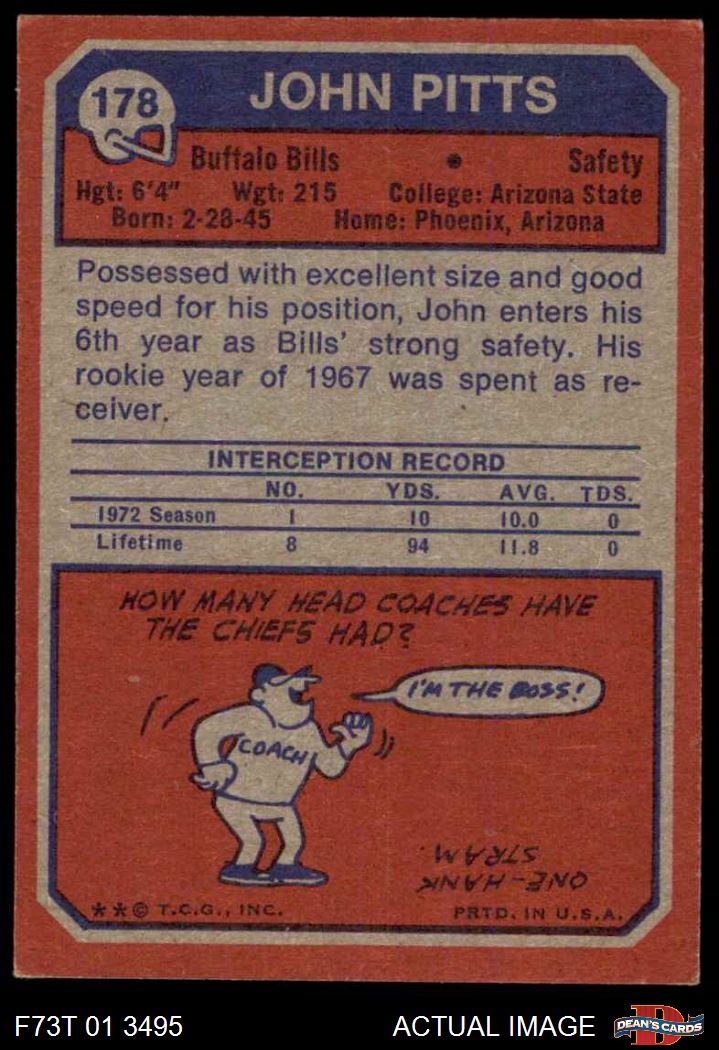 178
JOHN PITTS
Buffalo Bills * Safety
Hgt: 6'4" Wgt: 215 College: Arizona State
Born: 2-28-45 Home: Phoenix, Arizona
Possessed with excellent size and good
speed for his position, John enters his
6th year as Bills' strong safety. His
rookie year of 1967 was spent as re-
ceiver.
INTERCEPTION RECORD
NO. YDS. AVG. TDS.
1972 Season 1 10 10.0 0
Lifetime 8 94 11.8 0
HOW MANY HEAD COACHES HAVE
THE CHIEFS HAD?
I'M THE BOSS!
COACH
ONE-HANK
STRAM.
**© T.C.G., INC. PRTD. IN U.S.A.
F73T 01 3495 ACTUAL IMAGE
D
DEAN'S CARDS